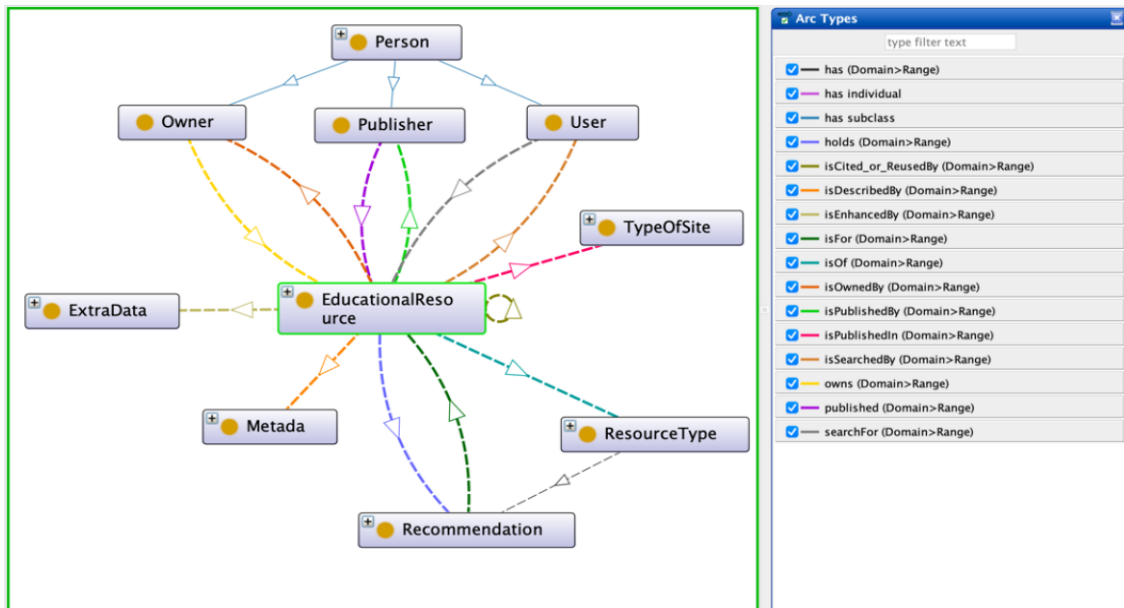 Person
Owner
Publisher
User
TypeOfSite
ExtraData
EducationalReso
urce
Metada
ResourceType
Recommendation
Arc Types
type filter text
has (Domain>Range)
has individual
has subclass
holds (Domain>Range)
isCited_or_ReusedBy (Domain>Range)
isDescribedBy (Domain>Range)
isEnhancedBy (Domain>Range)
isFor (Domain>Range)
isOf (Domain>Range)
isOwnedBy (Domain>Range)
isPublishedBy (Domain>Range)
isPublishedIn (Domain>Range)
isSearchedBy (Domain>Range)
owns (Domain>Range)
published (Domain>Range)
searchFor (Domain>Range)